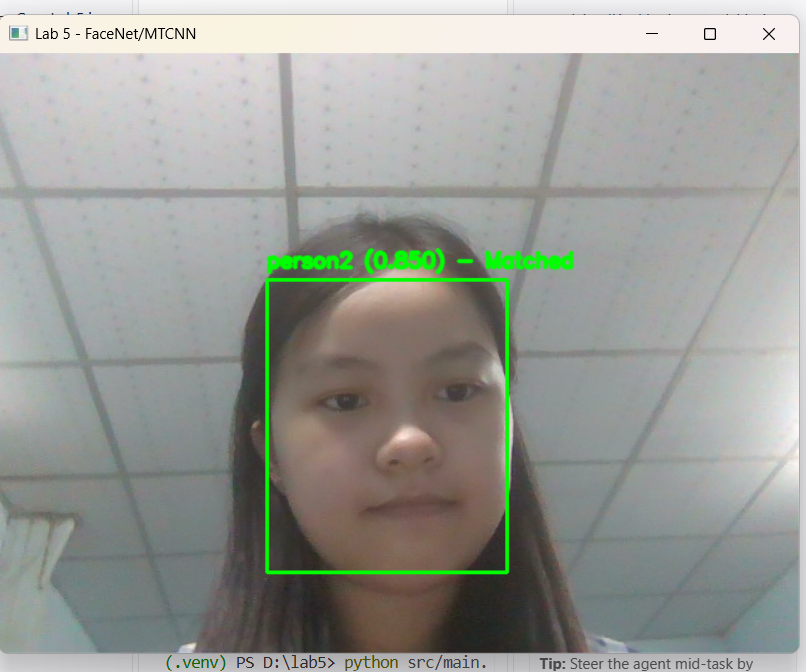 Lab 5 - FaceNet/MTCNN
person2 (0.850) - Matched
(.venv) PS D:\lab5> python src/main.
Tip: Steer the agent mid-task by